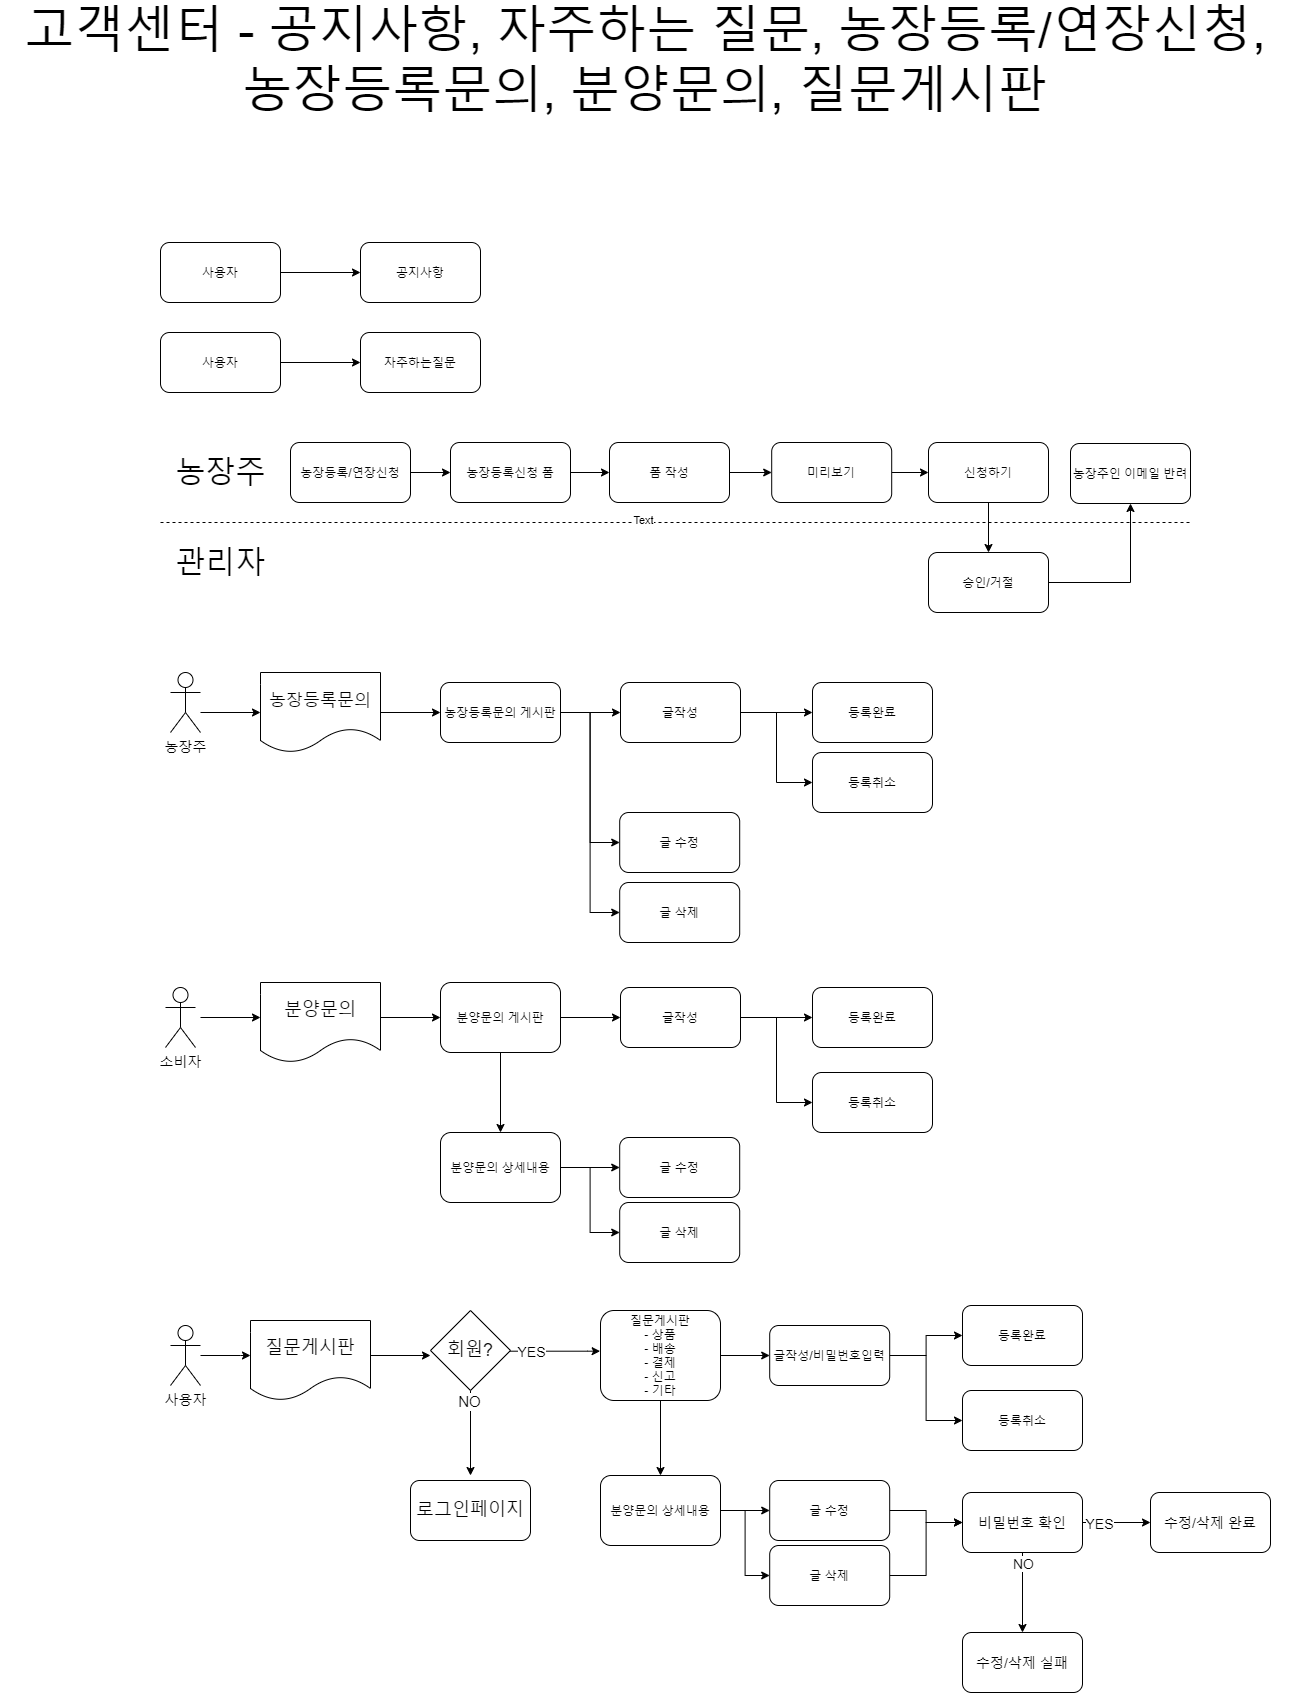 고객센터 - 공지사항, 자주하는 질문, 농장등록/연장신청,
농장등록문의, 분양문의, 질문게시판
사용자
공지사항
사용자
자주하는질문
농장주
농장등록/연장신청
농장등록신청 폼
폼 작성
미리보기
신청하기
농장주인 이메일 반려
Text
관리자
승인/거절
농장주
농장등록문의
농장등록문의 게시판
글작성
등록완료
등록취소
글 수정
글 삭제
소비자
분양문의
분양문의 게시판
글작성
등록완료
등록취소
분양문의 상세내용
글 수정
글 삭제
사용자
질문게시판
회원?
YES
NO
로그인페이지
질문게시판
- 상품
- 배송
- 결제
- 신고
- 기타
글작성/비밀번호입력
등록완료
등록취소
분양문의 상세내용
글 수정
글 삭제
비밀번호 확인
YES
수정/삭제 완료
NO
수정/삭제 실패